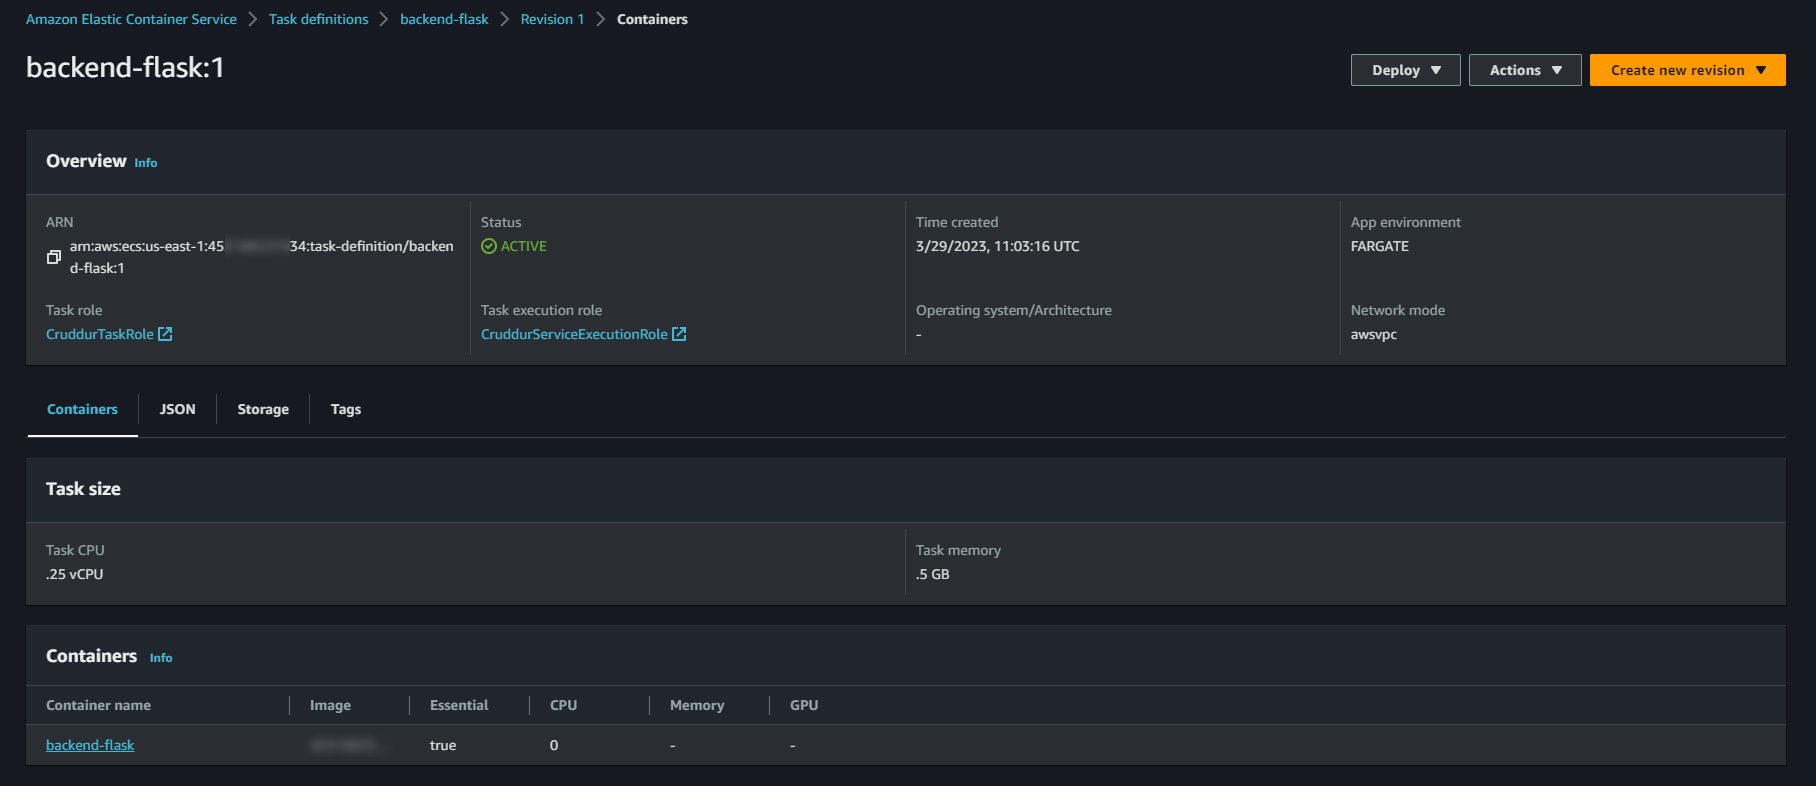 Amazon Elastic Container Service > Task definitions > backend-flask > Revision 1 > Containers
backend-flask:1
Deploy ▼ Actions ▼ Create new revision ▼
Overview Info
ARN
arn:aws:ecs:us-east-1:45 34:task-definition/backen
d-flask:1
Status
ACTIVE
Time created
3/29/2023, 11:03:16 UTC
App environment
FARGATE
Task role
CruddurTaskRole
Task execution role
CruddurServiceExecutionRole
Operating system/Architecture
-
Network mode
awsvpc
Containers JSON Storage Tags
Task size
Task CPU
.25 vCPU
Task memory
.5 GB
Containers Info
Container name Image Essential CPU Memory GPU
backend-flask true 0 - -